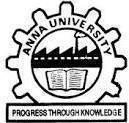 ANNA UNIVERSITY
PROGRESS THROUGH KNOWLEDGE